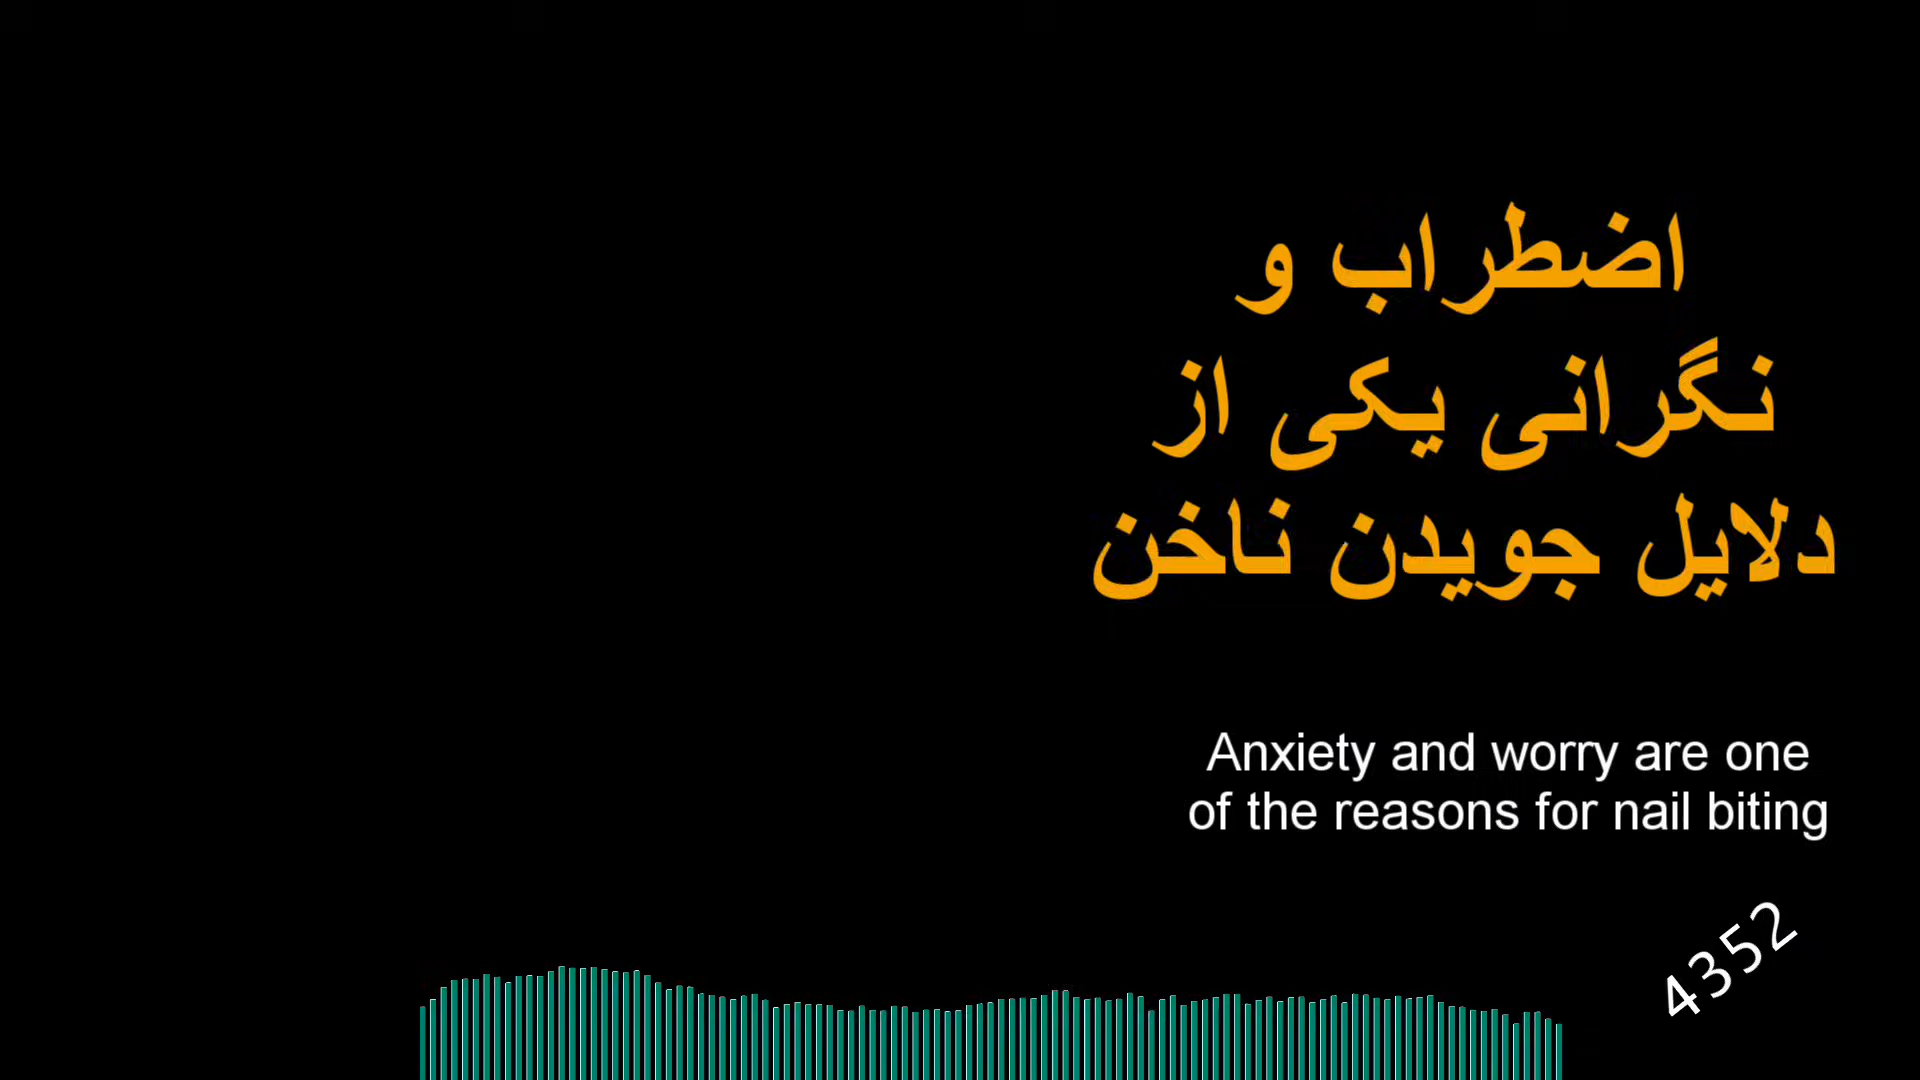 اضطراب و
نگرانی یکی از
دلایل جویدن ناخن
Anxiety and worry are one
of the reasons for nail biting
4352